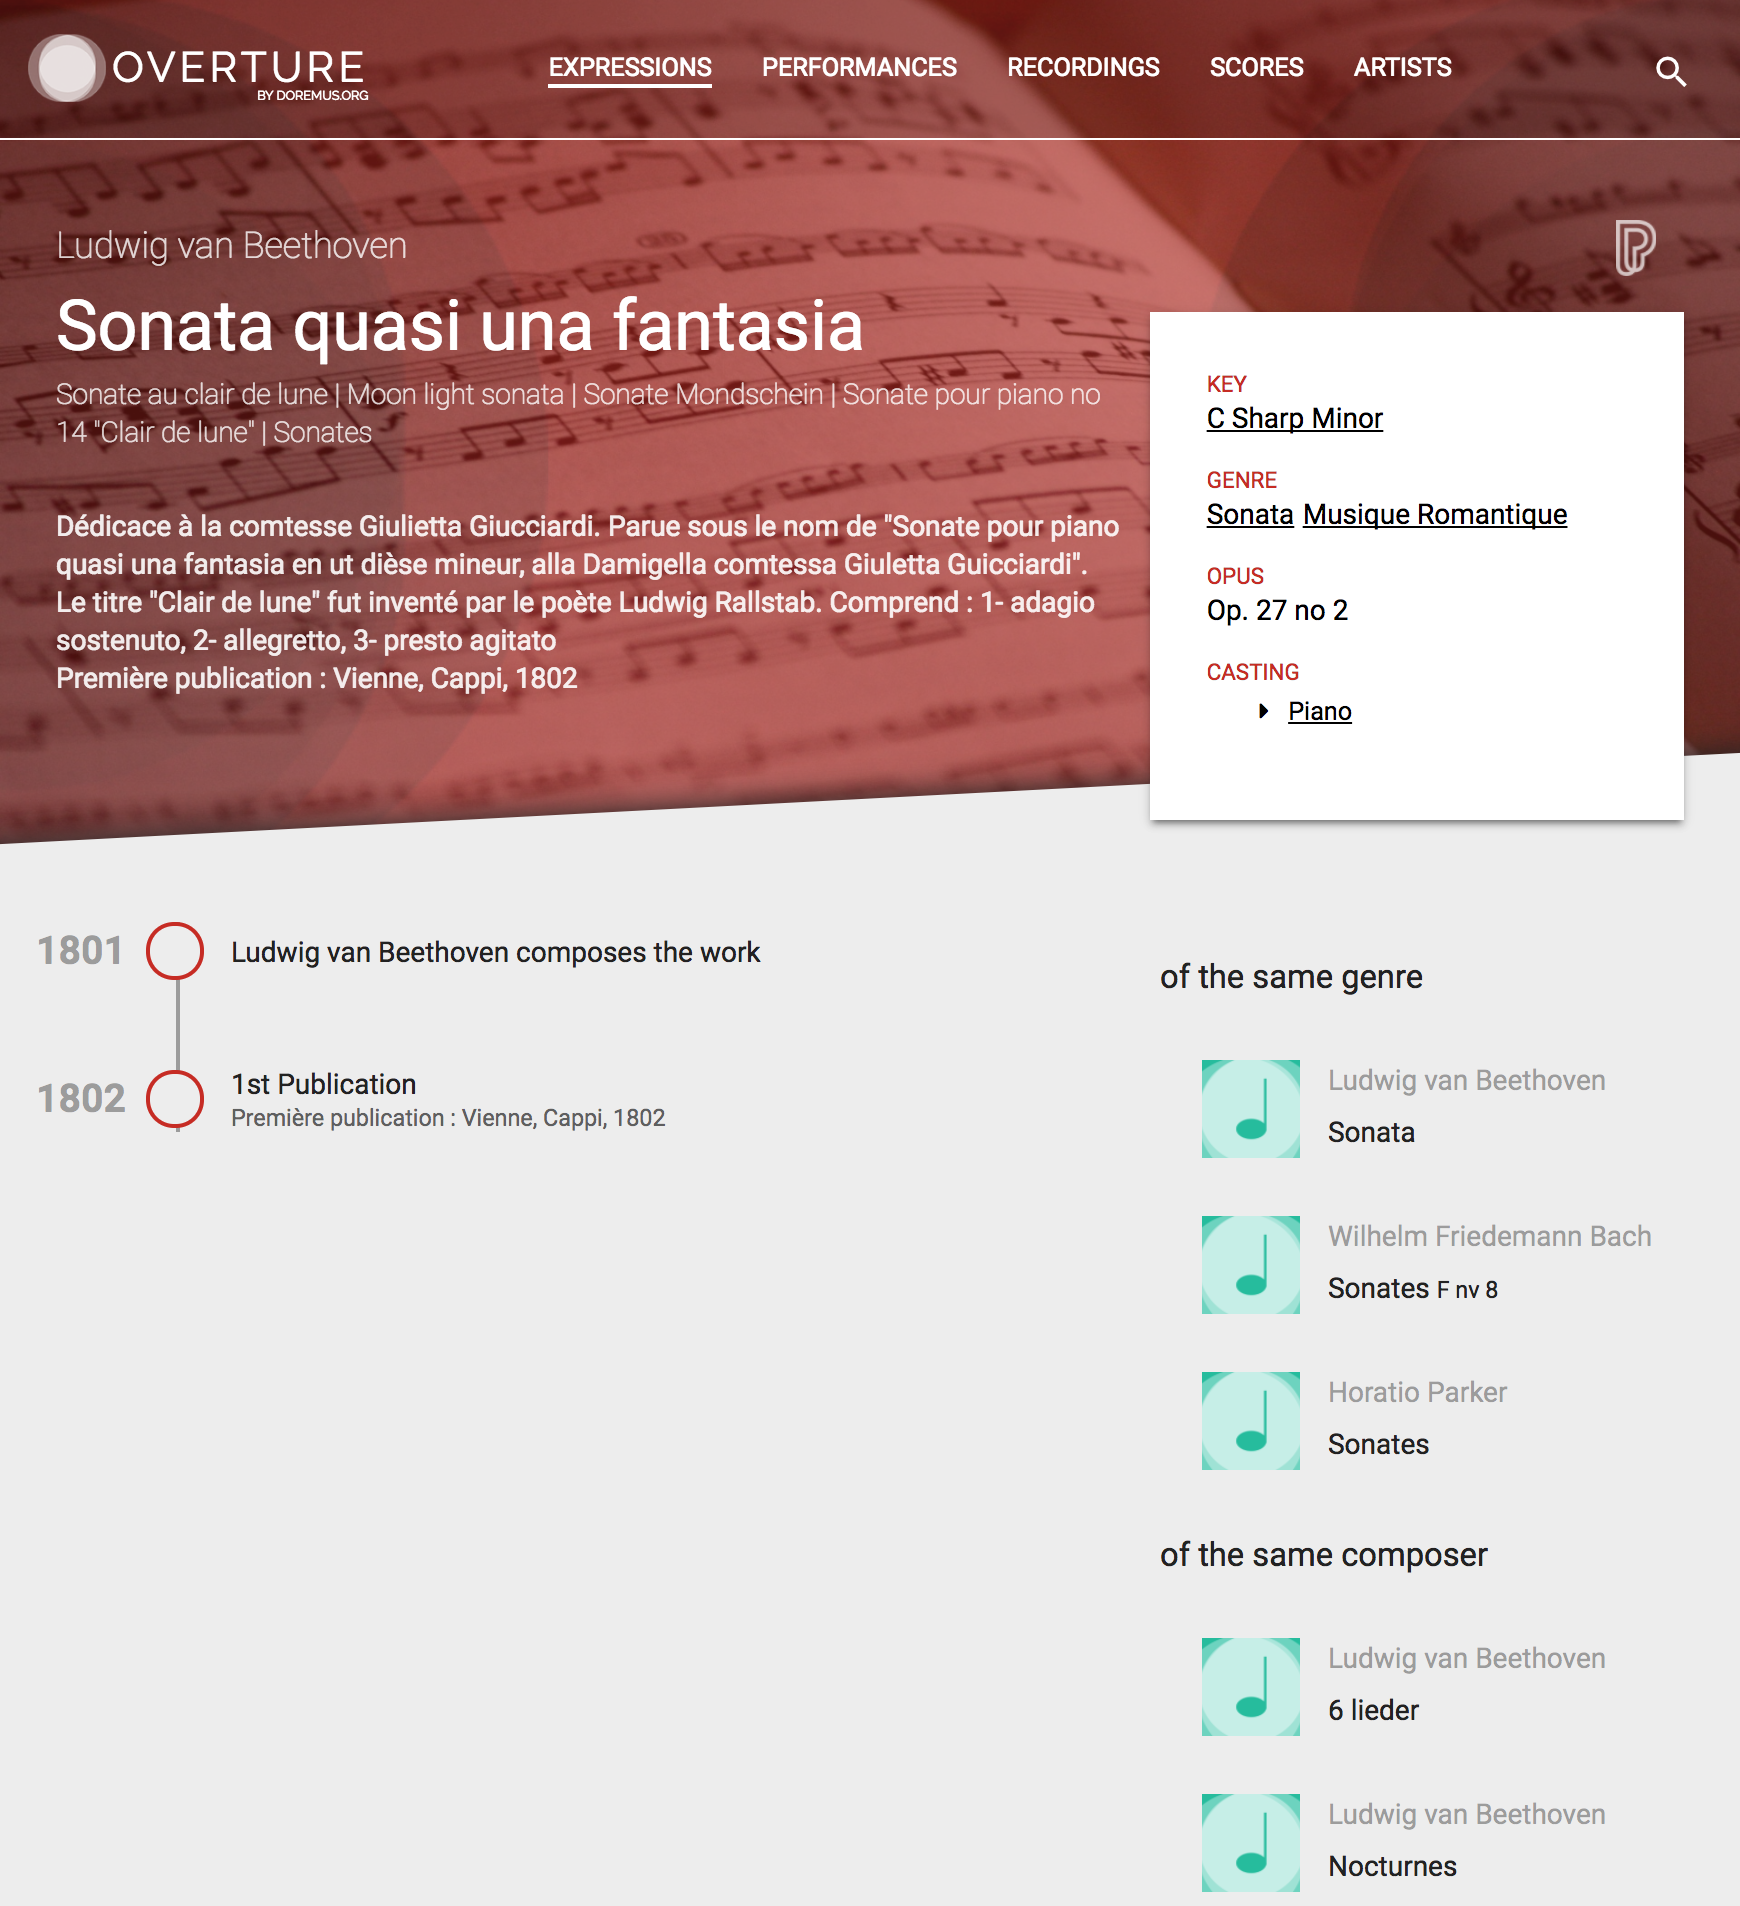 OVERTURE
BY DOREMUS.ORG
EXPRESSIONS PERFORMANCES RECORDINGS SCORES ARTISTS
Ludwig van Beethoven
Sonata quasi una fantasia
Sonate au clair de lune | Moon light sonata | Sonate Mondschein | Sonate pour piano no
14 "Clair de lune" | Sonates
Dédicace à la comtesse Giulietta Giucciardi. Parue sous le nom de "Sonate pour piano
quasi una fantasia en ut dièse mineur, alla Damigella comtessa Giuletta Guicciardi".
Le titre "Clair de lune" fut inventé par le poète Ludwig Rallstab. Comprend : 1- adagio
sostenuto, 2- allegretto, 3- presto agitato
Première publication : Vienne, Cappi, 1802
KEY
C Sharp Minor
GENRE
Sonata Musique Romantique
OPUS
Op. 27 no 2
CASTING
Piano
1801 Ludwig van Beethoven composes the work
1802 1st Publication
Première publication : Vienne, Cappi, 1802
of the same genre
Ludwig van Beethoven
Sonata
Wilhelm Friedemann Bach
Sonates F nv 8
Horatio Parker
Sonates
of the same composer
Ludwig van Beethoven
6 lieder
Ludwig van Beethoven
Nocturnes